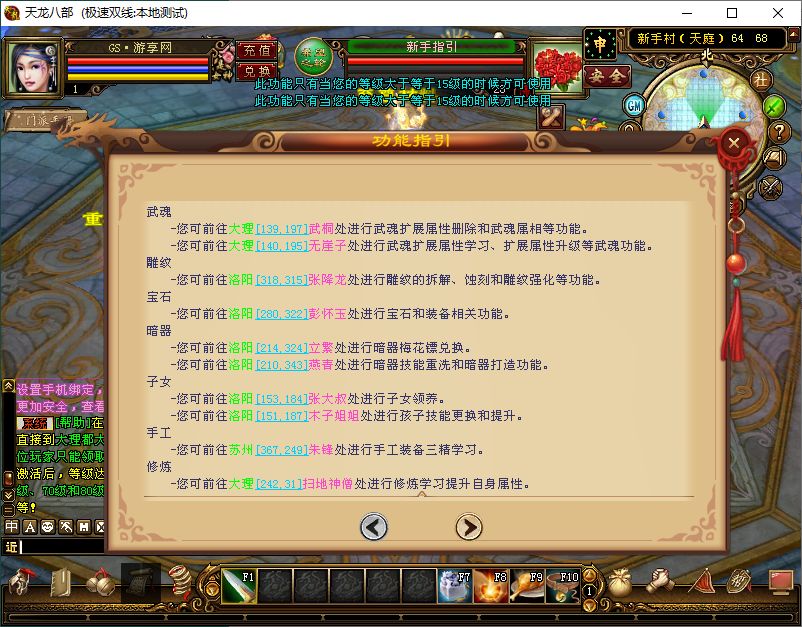 天龙八部 (极速双线:本地测试)
GS·游享网
充值
兑换
1
新手指引
安全
申
新手村(天庭) 64 68
北
社
GM
此功能只有当您的等级大于等于15级的时候方可使用
此功能只有当您的等级大于等于15级的时候方可使用
功能指引
重
武魂
-您可前往大理[139,197]武桐处进行武魂扩展属性删除和武魂属相等功能。
-您可前往大理[140,195]无崖子处进行武魂扩展属性学习、扩展属性升级等武魂功能。
雕纹
-您可前往洛阳[318,315]张降龙处进行雕纹的拆解、蚀刻和雕纹强化等功能。
宝石
-您可前往洛阳[280,322]彭怀玉处进行宝石和装备相关功能。
暗器
-您可前往洛阳[214,324]立繁处进行暗器梅花镖兑换。
-您可前往洛阳[210,343]燕青处进行暗器技能重洗和暗器打造功能。
子女
-您可前往洛阳[153,184]张大叔处进行子女领养。
-您可前往洛阳[151,187]木子姐姐处进行孩子技能更换和提升。
手工
-您可前往苏州[367,249]朱锋处进行手工装备三精学习。
修炼
-您可前往大理[242,31]扫地神僧处进行修炼学习提升自身属性。
设置手机绑定,
更加安全,查看
系统 [帮助]在
直接到大理都大
位玩家只能领取
激活后,等级达
级、70级和80级
等!
中 A
近
F1 F7 F8 F9 F10
1